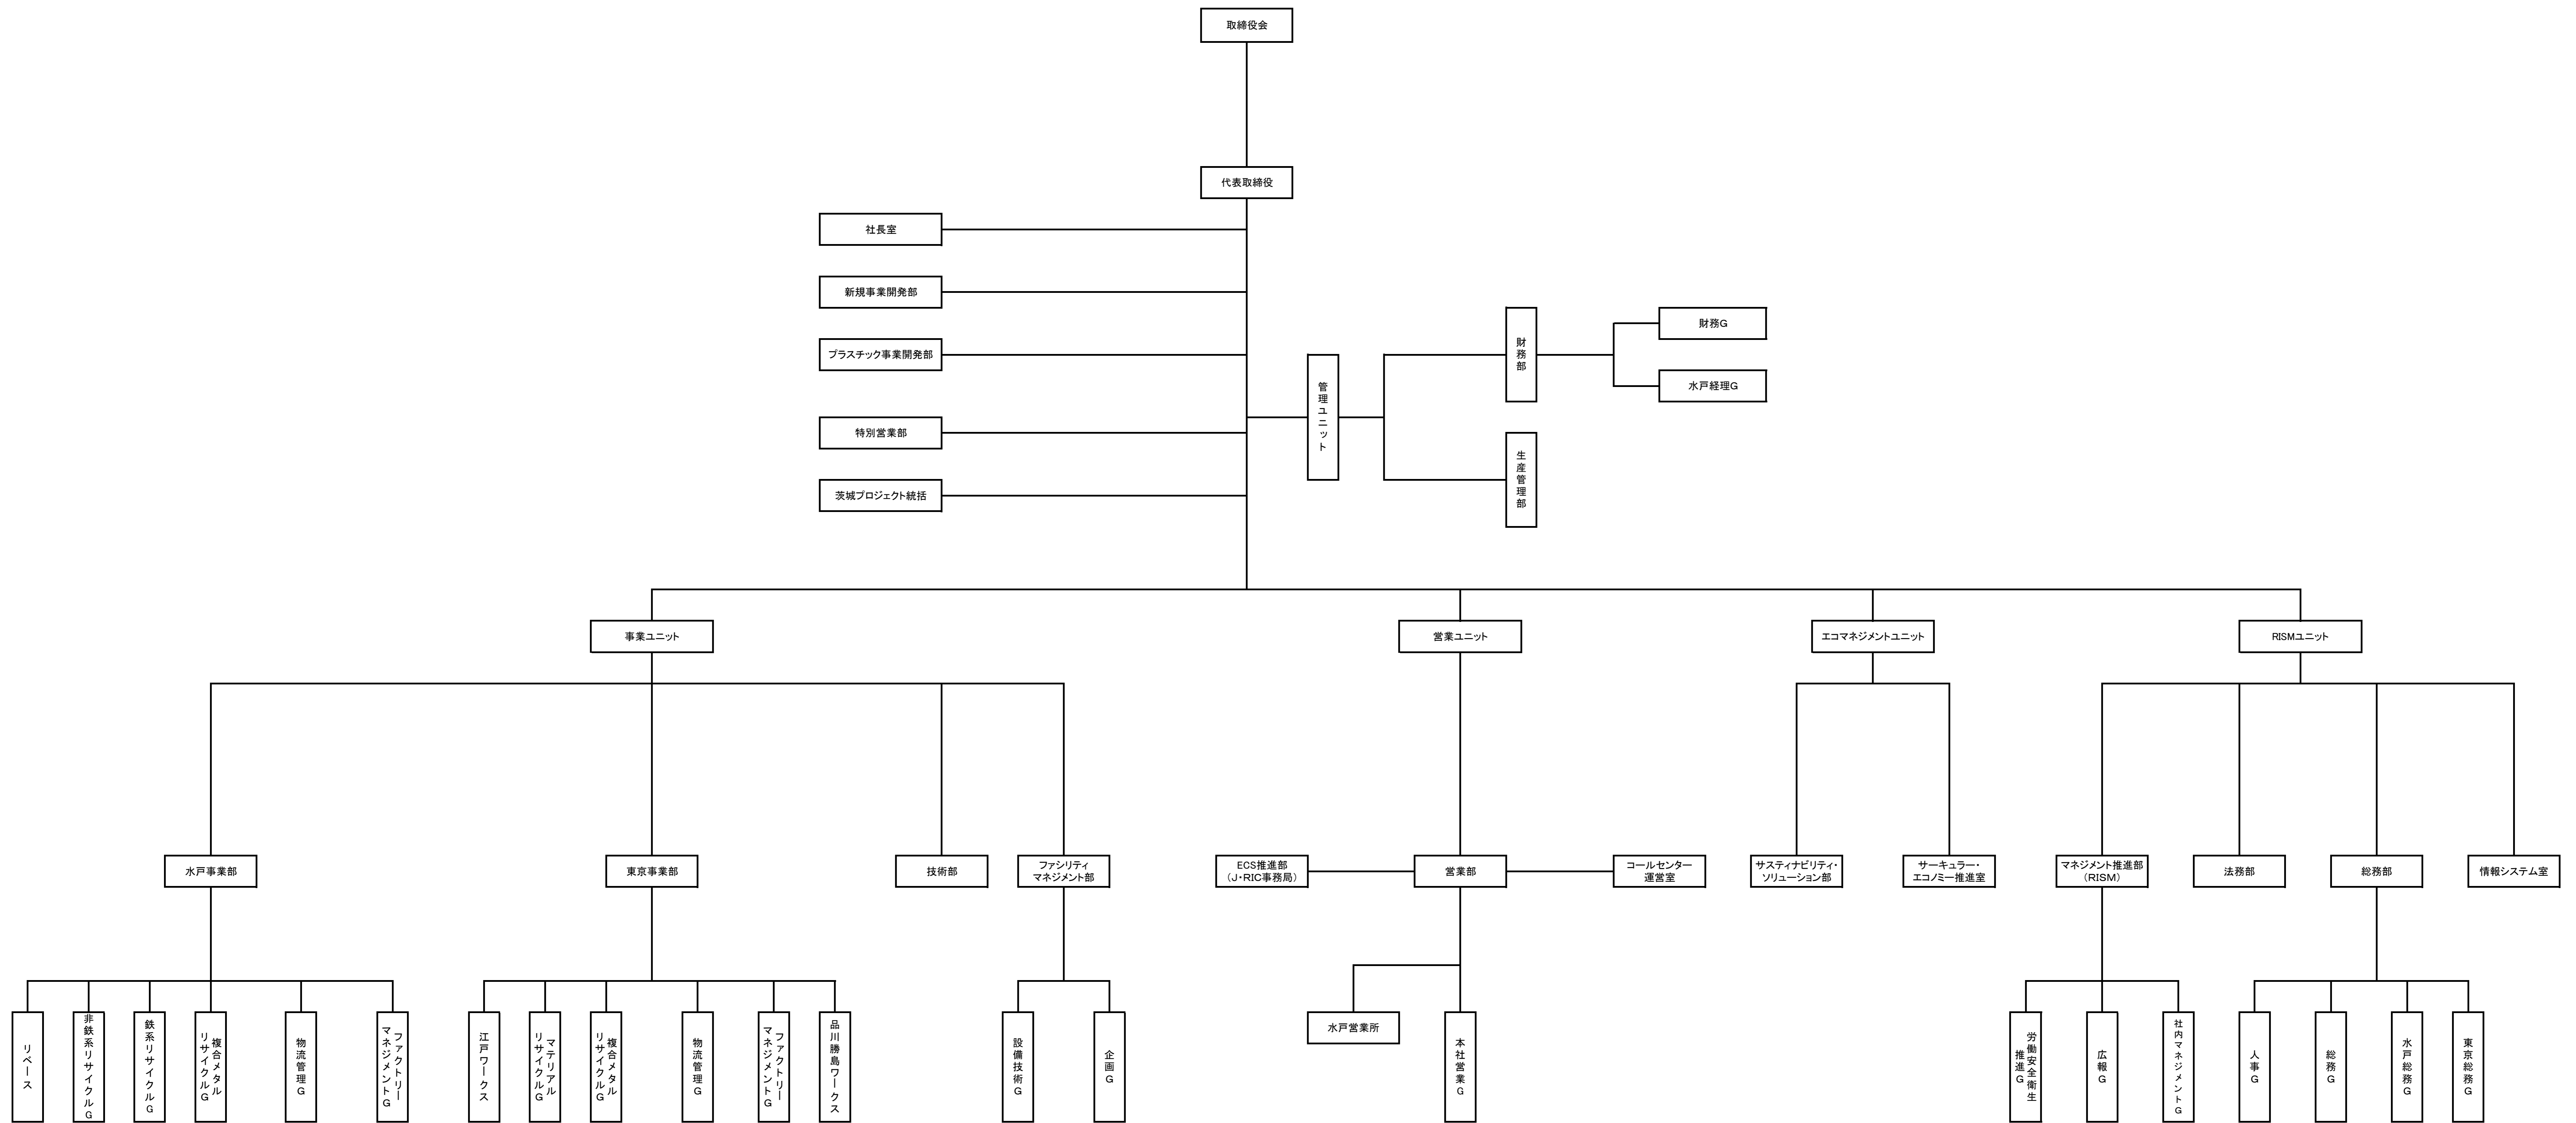 取締役会
代表取締役
社長室
新規事業開発部
プラスチック事業開発部
特別営業部
茨城プロジェクト統括
管理ユニット
財務部
財務G
水戸経理G
生産管理部
事業ユニット
営業ユニット
エコマネジメントユニット
RISMユニット
水戸事業部
東京事業部
技術部
ファシリティ
マネジメント部
ECS推進部
（J・RIC事務局）
営業部
コールセンター
運営室
サスティナビリティ・
ソリューション部
サーキュラー・
エコノミー推進室
マネジメント推進部
（RISM）
法務部
総務部
情報システム室
リベース
非鉄系リサイクルG
鉄系リサイクルG
複合メタル
リサイクルG
物流管理G
ファクトリー
マネジメントG
江戸ワークス
マテリアル
リサイクルG
複合メタル
リサイクルG
物流管理G
ファクトリー
マネジメントG
品川勝島ワークス
設備技術G
企画G
水戸営業所
本社営業G
労働安全衛生
推進G
広報G
社内マネジメントG
人事G
総務G
水戸総務G
東京総務G